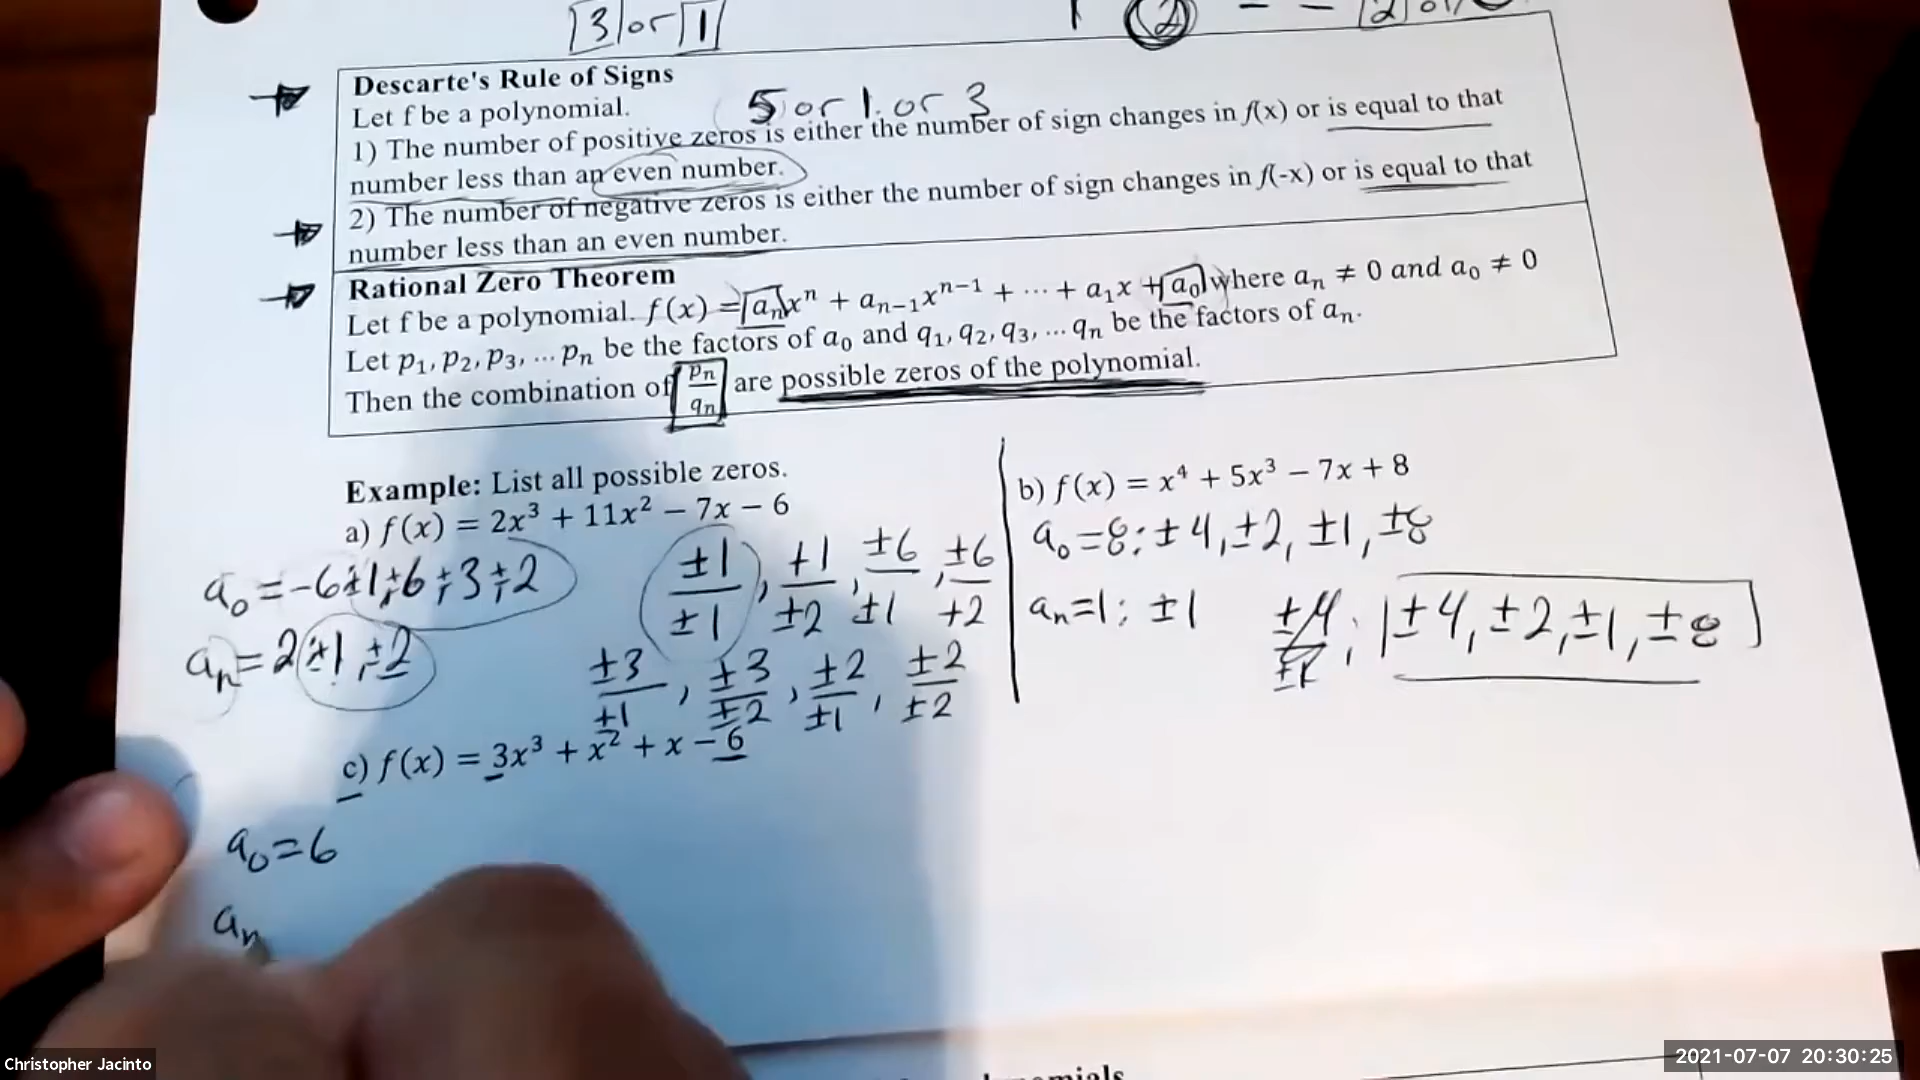 3 or 1
2 - - 2 or
Descarte's Rule of Signs
Let f be a polynomial.
5 or 1. or 3
1) The number of positive zeros is either the number of sign changes in f(x) or is equal to that
number less than an even number.
2) The number of negative zeros is either the number of sign changes in f(-x) or is equal to that
number less than an even number.
Rational Zero Theorem
Let f be a polynomial. f(x) = aₙxⁿ + aₙ₋₁xⁿ⁻¹ + ⋯ + a₁x + a₀ where aₙ ≠ 0 and a₀ ≠ 0
Let p₁, p₂, p₃, ... pₙ be the factors of a₀ and q₁, q₂, q₃, ... qₙ be the factors of aₙ.
Then the combination of pₙ/qₙ are possible zeros of the polynomial.
Example: List all possible zeros.
a) f(x) = 2x³ + 11x² − 7x − 6
a₀ = -6 ±1, ±6, ±3, ±2
aₙ = 2 ±1, ±2
±1/±1, +1/±2, ±6/±1, ±6/+2
±3/±1, ±3/±2, ±2/±1, ±2/±2
b) f(x) = x⁴ + 5x³ − 7x + 8
a₀=8: ±4, ±2, ±1, ±8
aₙ=1: ±1
±4/±1, ±4, ±2, ±1, ±8
c) f(x) = 3x³ + x² + x − 6
a₀=6
aₙ
Christopher Jacinto
2021-07-07 20:30:25